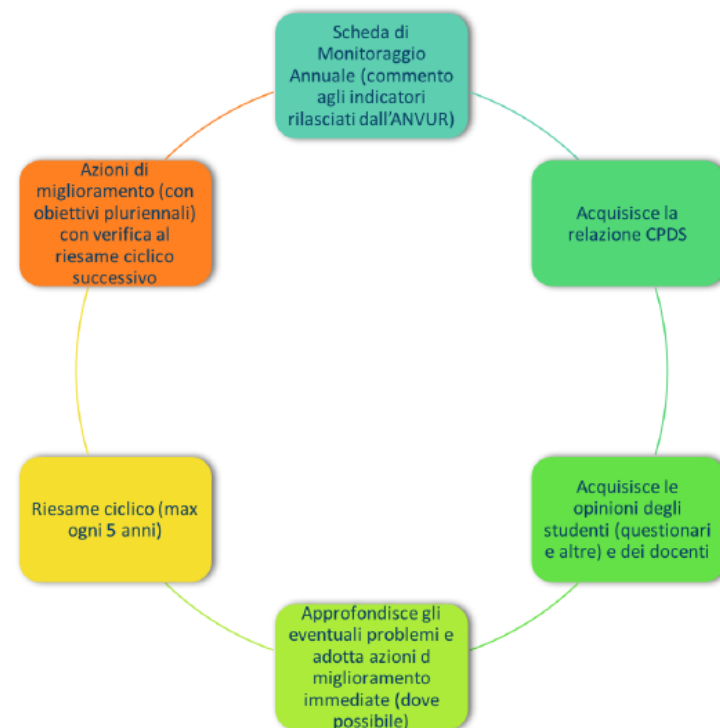 Scheda di
Monitoraggio
Annuale (commento
agli indicatori
rilasciati dall'ANVUR)
Acquisisce la
relazione CPDS
Acquisisce le
opinioni degli
studenti (questionari
e altre) e dei docenti
Approfondisce gli
eventuali problemi e
adotta azioni d
miglioramento
immediate (dove
possibile)
Riesame ciclico (max
ogni 5 anni)
Azioni di
miglioramento (con
obiettivi pluriennali)
con verifica al
riesame ciclico
successivo